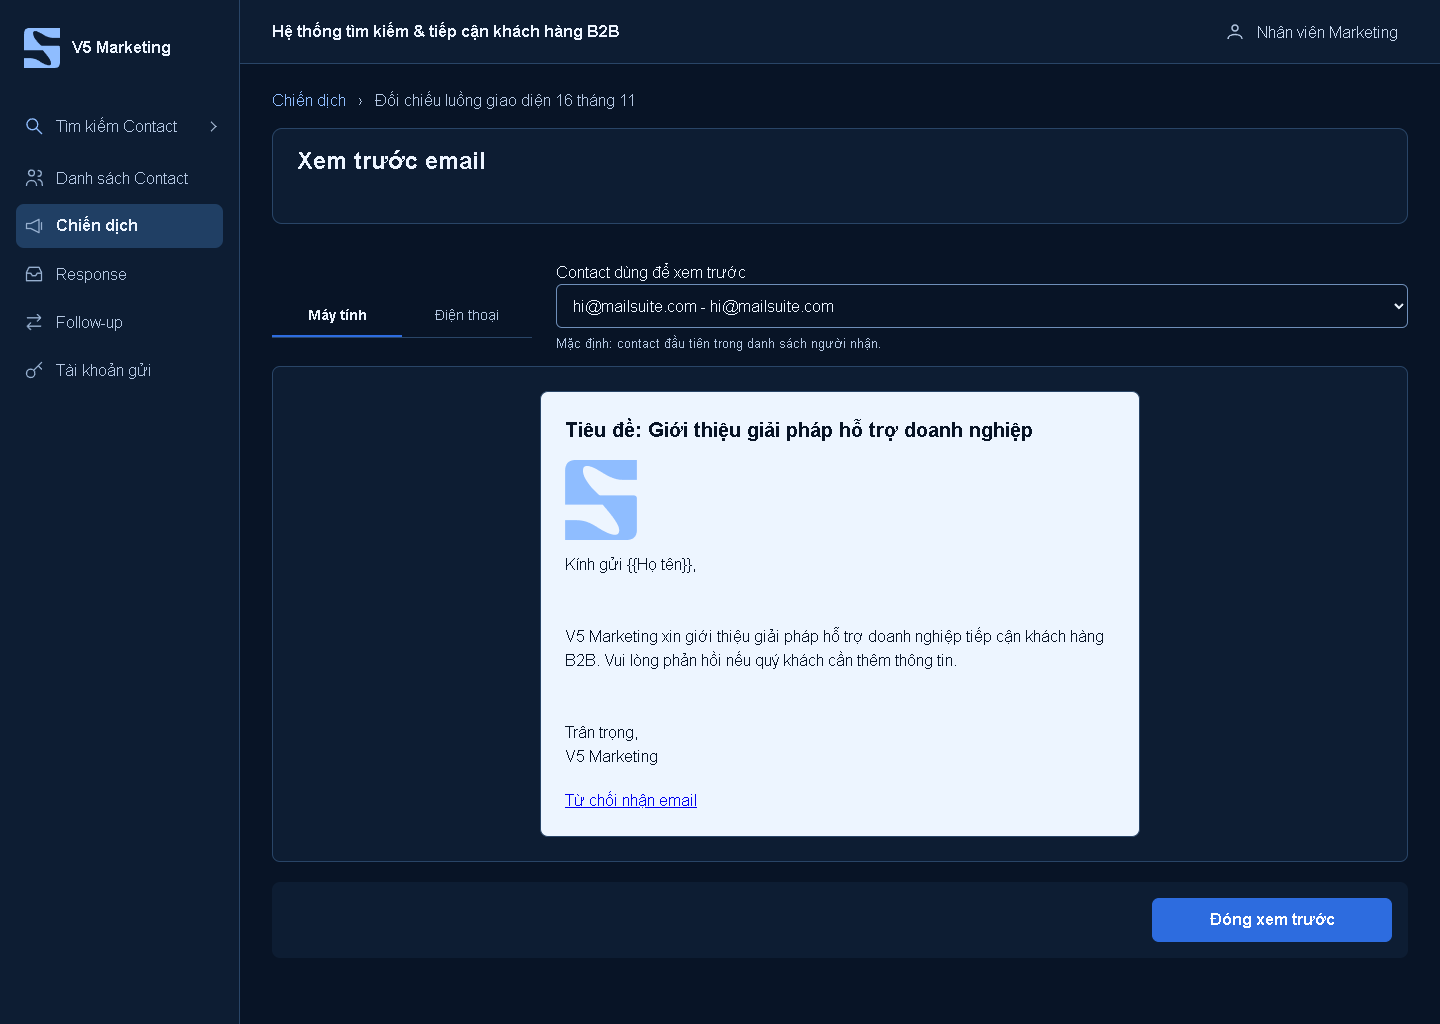 V5 Marketing
Hệ thống tìm kiếm & tiếp cận khách hàng B2B
Nhân viên Marketing
Tìm kiếm Contact
Danh sách Contact
Chiến dịch
Response
Follow-up
Tài khoản gửi
Chiến dịch › Đối chiếu luồng giao diện 16 tháng 11
Xem trước email
Máy tính
Điện thoại
Contact dùng để xem trước
hi@mailsuite.com - hi@mailsuite.com
Mặc định: contact đầu tiên trong danh sách người nhận.
Tiêu đề: Giới thiệu giải pháp hỗ trợ doanh nghiệp
Kính gửi {{Họ tên}},
V5 Marketing xin giới thiệu giải pháp hỗ trợ doanh nghiệp tiếp cận khách hàng
B2B. Vui lòng phản hồi nếu quý khách cần thêm thông tin.
Trân trọng,
V5 Marketing
Từ chối nhận email
Đóng xem trước